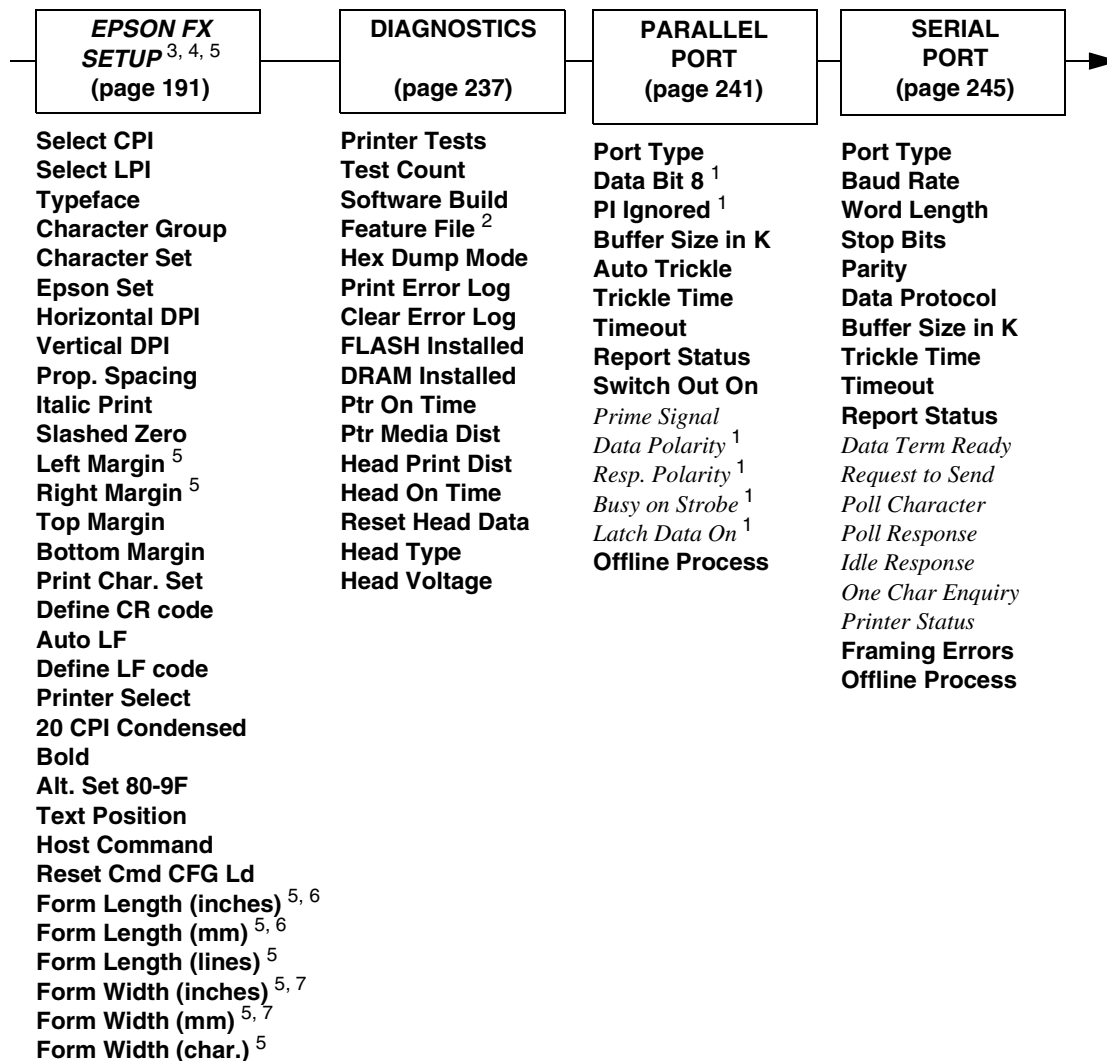 EPSON FX
SETUP 3, 4, 5
(page 191)
Select CPI
Select LPI
Typeface
Character Group
Character Set
Epson Set
Horizontal DPI
Vertical DPI
Prop. Spacing
Italic Print
Slashed Zero
Left Margin 5
Right Margin 5
Top Margin
Bottom Margin
Print Char. Set
Define CR code
Auto LF
Define LF code
Printer Select
20 CPI Condensed
Bold
Alt. Set 80-9F
Text Position
Host Command
Reset Cmd CFG Ld
Form Length (inches) 5, 6
Form Length (mm) 5, 6
Form Length (lines) 5
Form Width (inches) 5, 7
Form Width (mm) 5, 7
Form Width (char.) 5
DIAGNOSTICS
(page 237)
Printer Tests
Test Count
Software Build
Feature File 2
Hex Dump Mode
Print Error Log
Clear Error Log
FLASH Installed
DRAM Installed
Ptr On Time
Ptr Media Dist
Head Print Dist
Head On Time
Reset Head Data
Head Type
Head Voltage
PARALLEL
PORT
(page 241)
Port Type
Data Bit 8 1
PI Ignored 1
Buffer Size in K
Auto Trickle
Trickle Time
Timeout
Report Status
Switch Out On
Prime Signal
Data Polarity 1
Resp. Polarity 1
Busy on Strobe 1
Latch Data On 1
Offline Process
SERIAL
PORT
(page 245)
Port Type
Baud Rate
Word Length
Stop Bits
Parity
Data Protocol
Buffer Size in K
Trickle Time
Timeout
Report Status
Data Term Ready
Request to Send
Poll Character
Poll Response
Idle Response
One Char Enquiry
Printer Status
Framing Errors
Offline Process